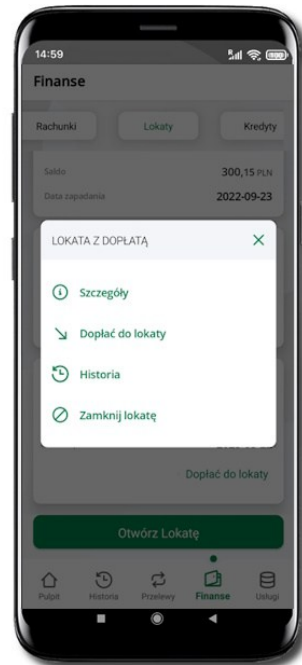 14:59
Finanse
Rachunki Lokaty Kredyty
Saldo 300,15 PLN
Data zapadania 2022-09-23
LOKATA Z DOPŁATĄ
Szczegóły
Dopłać do lokaty
Historia
Zamknij lokatę
Dopłać do lokaty
Otwórz Lokatę
Pulpit Historia Przelewy Finanse Usługi